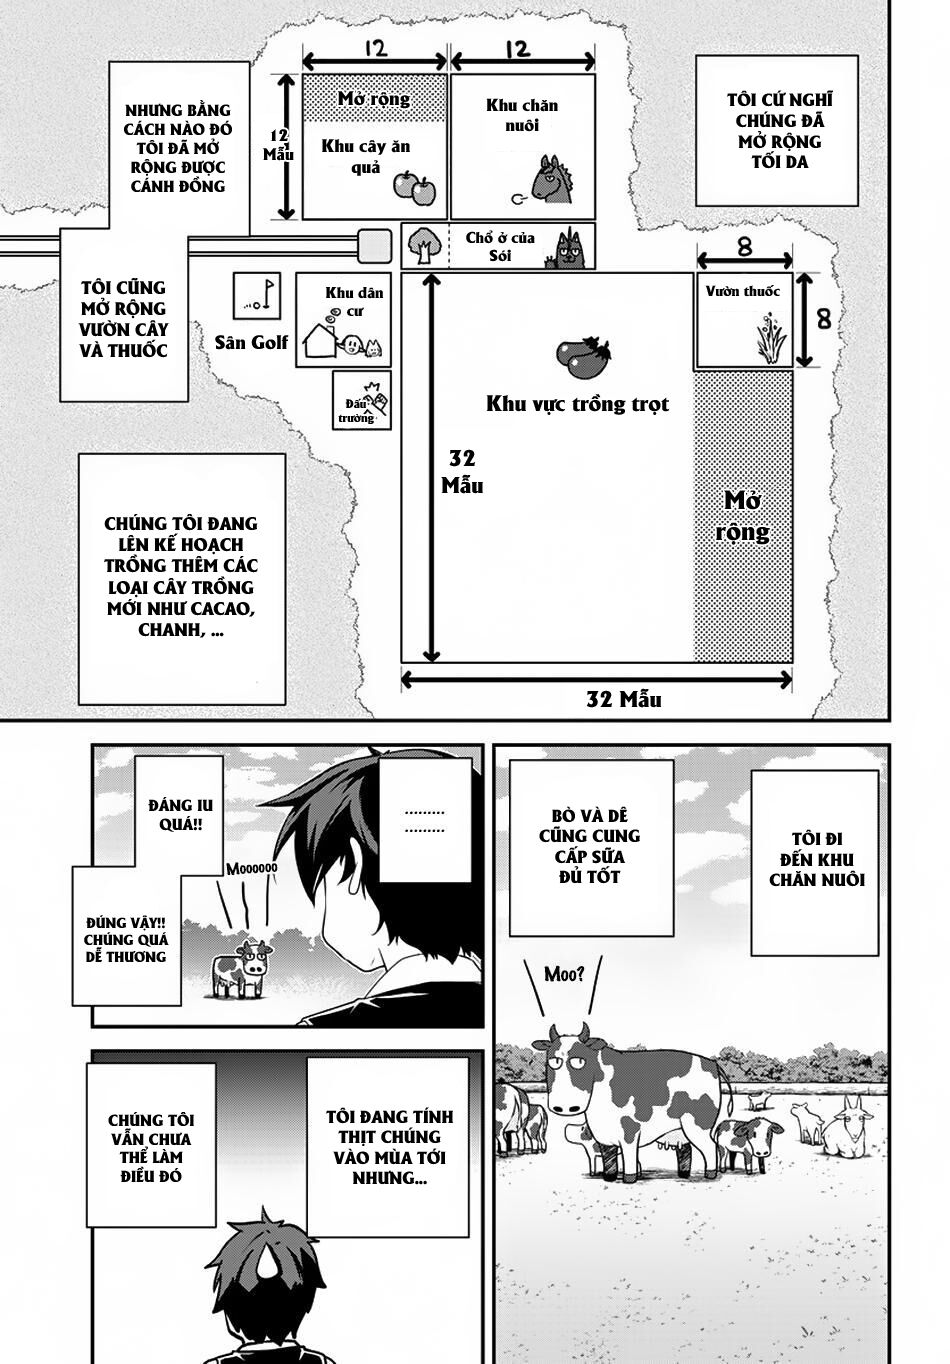 TÔI CỨ NGHĨ
CHÚNG ĐÃ
MỞ RỘNG
TỐI DA
NHƯNG BẰNG
CÁCH NÀO ĐÓ
TÔI ĐÃ MỞ
RỘNG ĐƯỢC
CÁNH ĐỒNG
TÔI CŨNG
MỞ RỘNG
VƯỜN CÂY
VÀ THUỐC
12
12
12
Mẫu
Mở rộng
Khu cây ăn
quả
Khu chăn
nuôi
Chổ ở của
Sói
8
Vườn thuốc
8
Sân Golf
Khu dân
cư
Đấu
trường
Khu vực trồng trọt
32
Mẫu
Mở
rộng
32 Mẫu
CHÚNG TÔI ĐANG
LÊN KẾ HOẠCH
TRỒNG THÊM CÁC
LOẠI CÂY TRỒNG
MỚI NHƯ CACAO,
CHANH, ...
TÔI ĐI
ĐẾN KHU
CHĂN NUÔI
BÒ VÀ DÊ
CŨNG CUNG
CẤP SỮA
ĐỦ TỐT
Moo?
..........
..........
ĐÁNG IU
QUÁ!!
Moooooo
ĐÚNG VẬY!!
CHÚNG QUÁ
DỄ THƯƠNG
TÔI ĐANG TÍNH
THỊT CHÚNG
VÀO MÙA TỚI
NHƯNG...
CHÚNG TÔI
VẪN CHƯA
THỂ LÀM
ĐIỀU ĐÓ